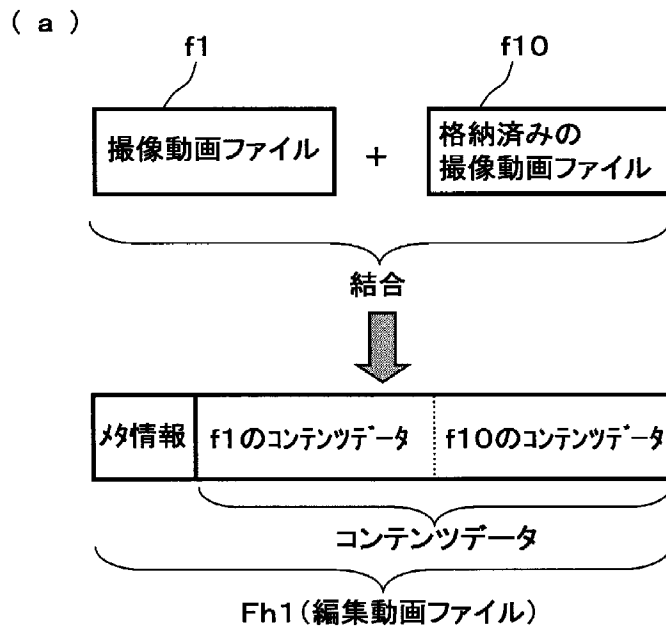 ( a )
f1 f10
撮像動画ファイル + 格納済みの
撮像動画ファイル
結合
ﾒﾀ情報 f1のｺﾝﾃﾝﾂﾃﾞｰﾀ f10のｺﾝﾃﾝﾂﾃﾞｰﾀ
コンテンツデータ
Fh1(編集動画ファイル)